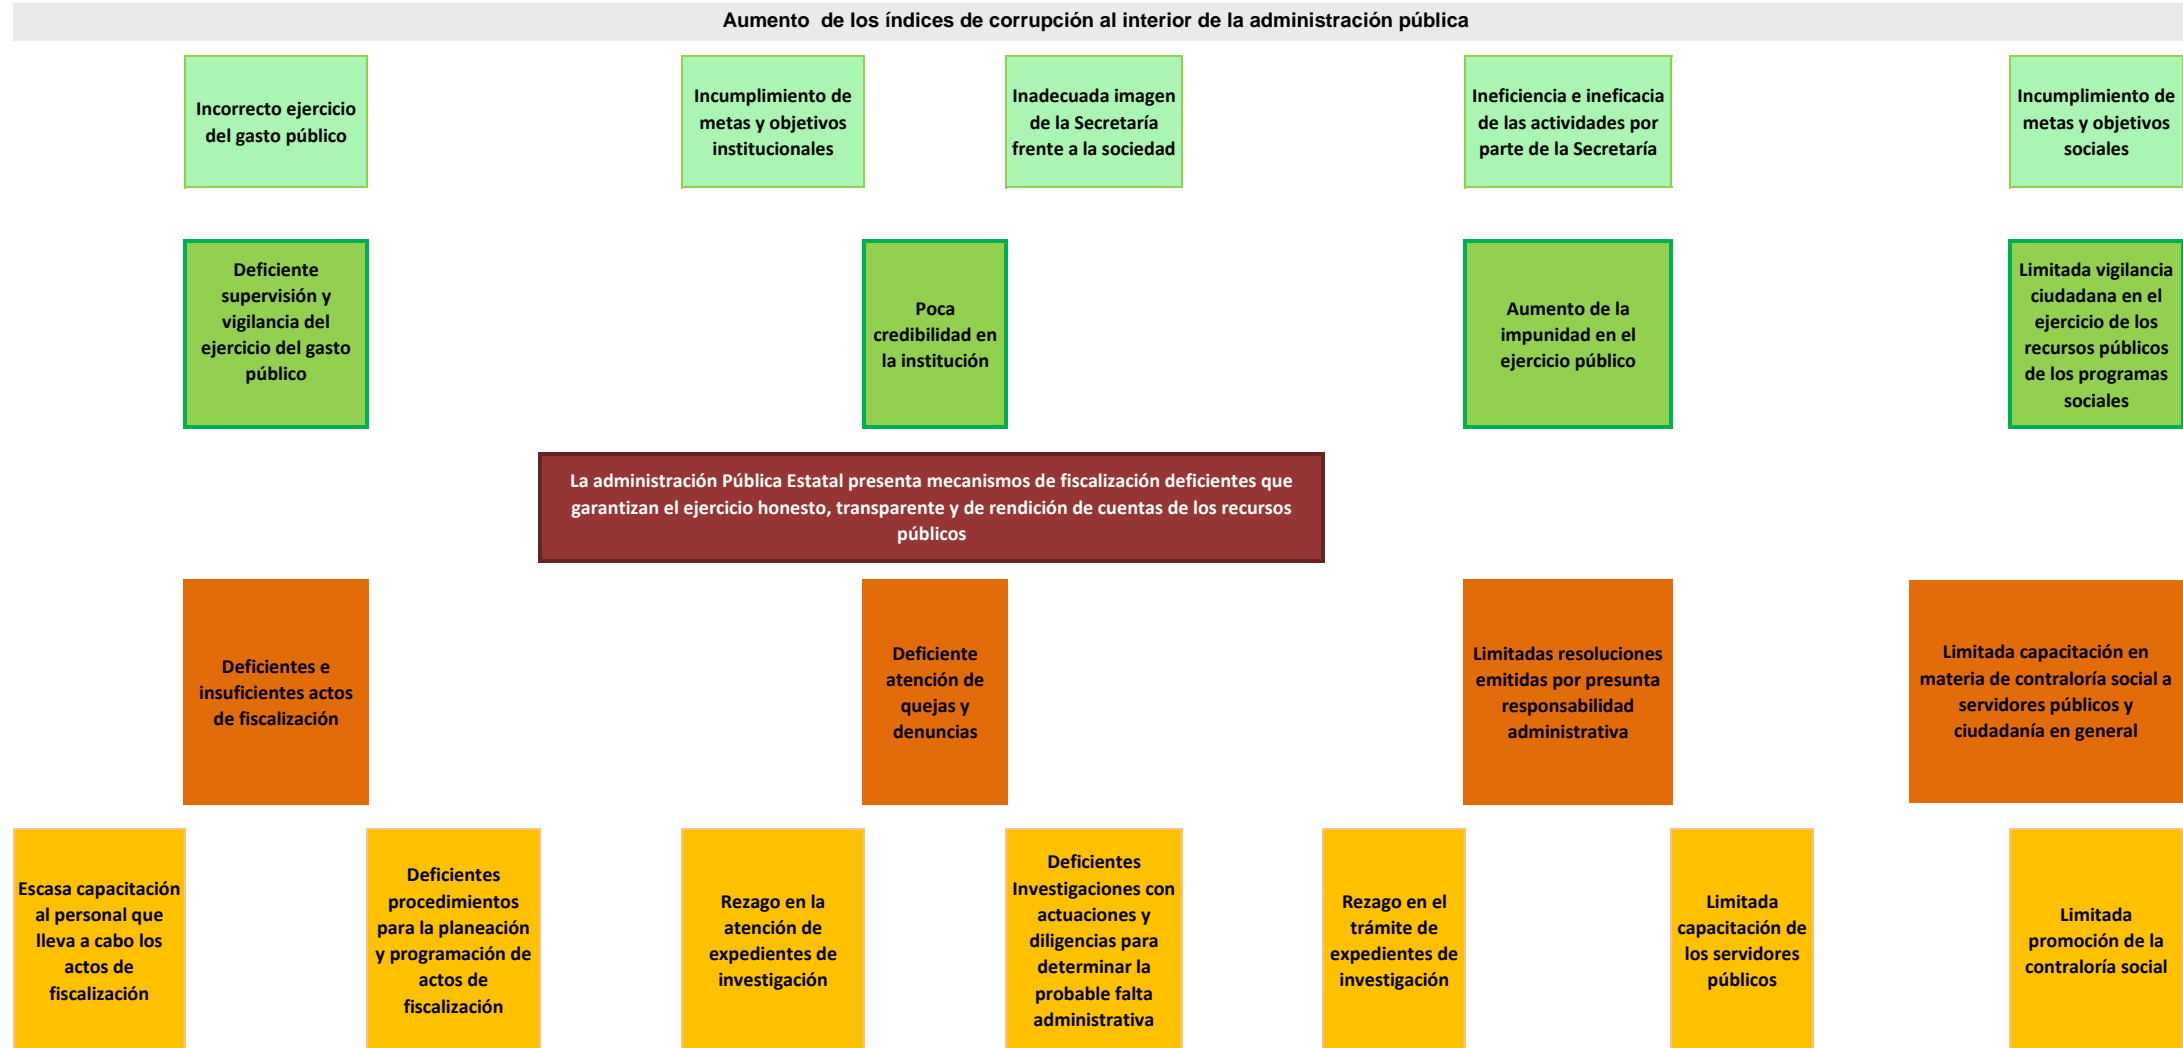 Aumento  de los índices de corrupción al interior de la administración pública
Incorrecto ejercicio
del gasto público
Incumplimiento de
metas y objetivos
institucionales
Inadecuada imagen
de la Secretaría
frente a la sociedad
Ineficiencia e ineficacia
de las actividades por
parte de la Secretaría
Incumplimiento de
metas y objetivos
sociales
Deficiente
supervisión y
vigilancia del
ejercicio del gasto
público
Poca
credibilidad en
la institución
Aumento de la
impunidad en el
ejercicio público
Limitada vigilancia
ciudadana en el
ejercicio de los
recursos públicos
de los programas
sociales
La administración Pública Estatal presenta mecanismos de fiscalización deficientes que
garantizan el ejercicio honesto, transparente y de rendición de cuentas de los recursos
públicos
Deficientes e
insuficientes actos
de fiscalización
Deficiente
atención de
quejas y
denuncias
Limitadas resoluciones
emitidas por presunta
responsabilidad
administrativa
Limitada capacitación en
materia de contraloría social a
servidores públicos y
ciudadanía en general
Escasa capacitación
al personal que
lleva a cabo los
actos de
fiscalización
Deficientes
procedimientos
para la planeación
y programación de
actos de
fiscalización
Rezago en la
atención de
expedientes de
investigación
Deficientes
Investigaciones con
actuaciones y
diligencias para
determinar la
probable falta
administrativa
Rezago en el
trámite de
expedientes de
investigación
Limitada
capacitación de
los servidores
públicos
Limitada
promoción de la
contraloría social